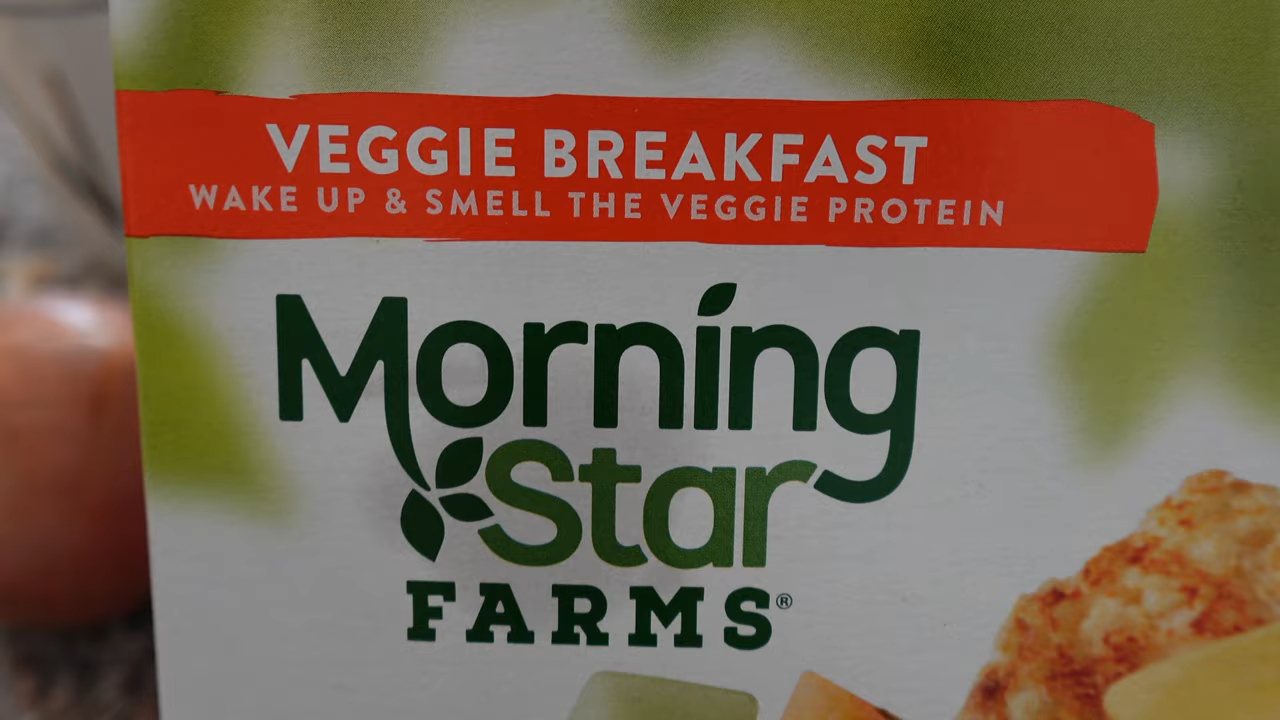 VEGGIE BREAKFAST
WAKE UP & SMELL THE VEGGIE PROTEIN
Morning
Star
FARMS®